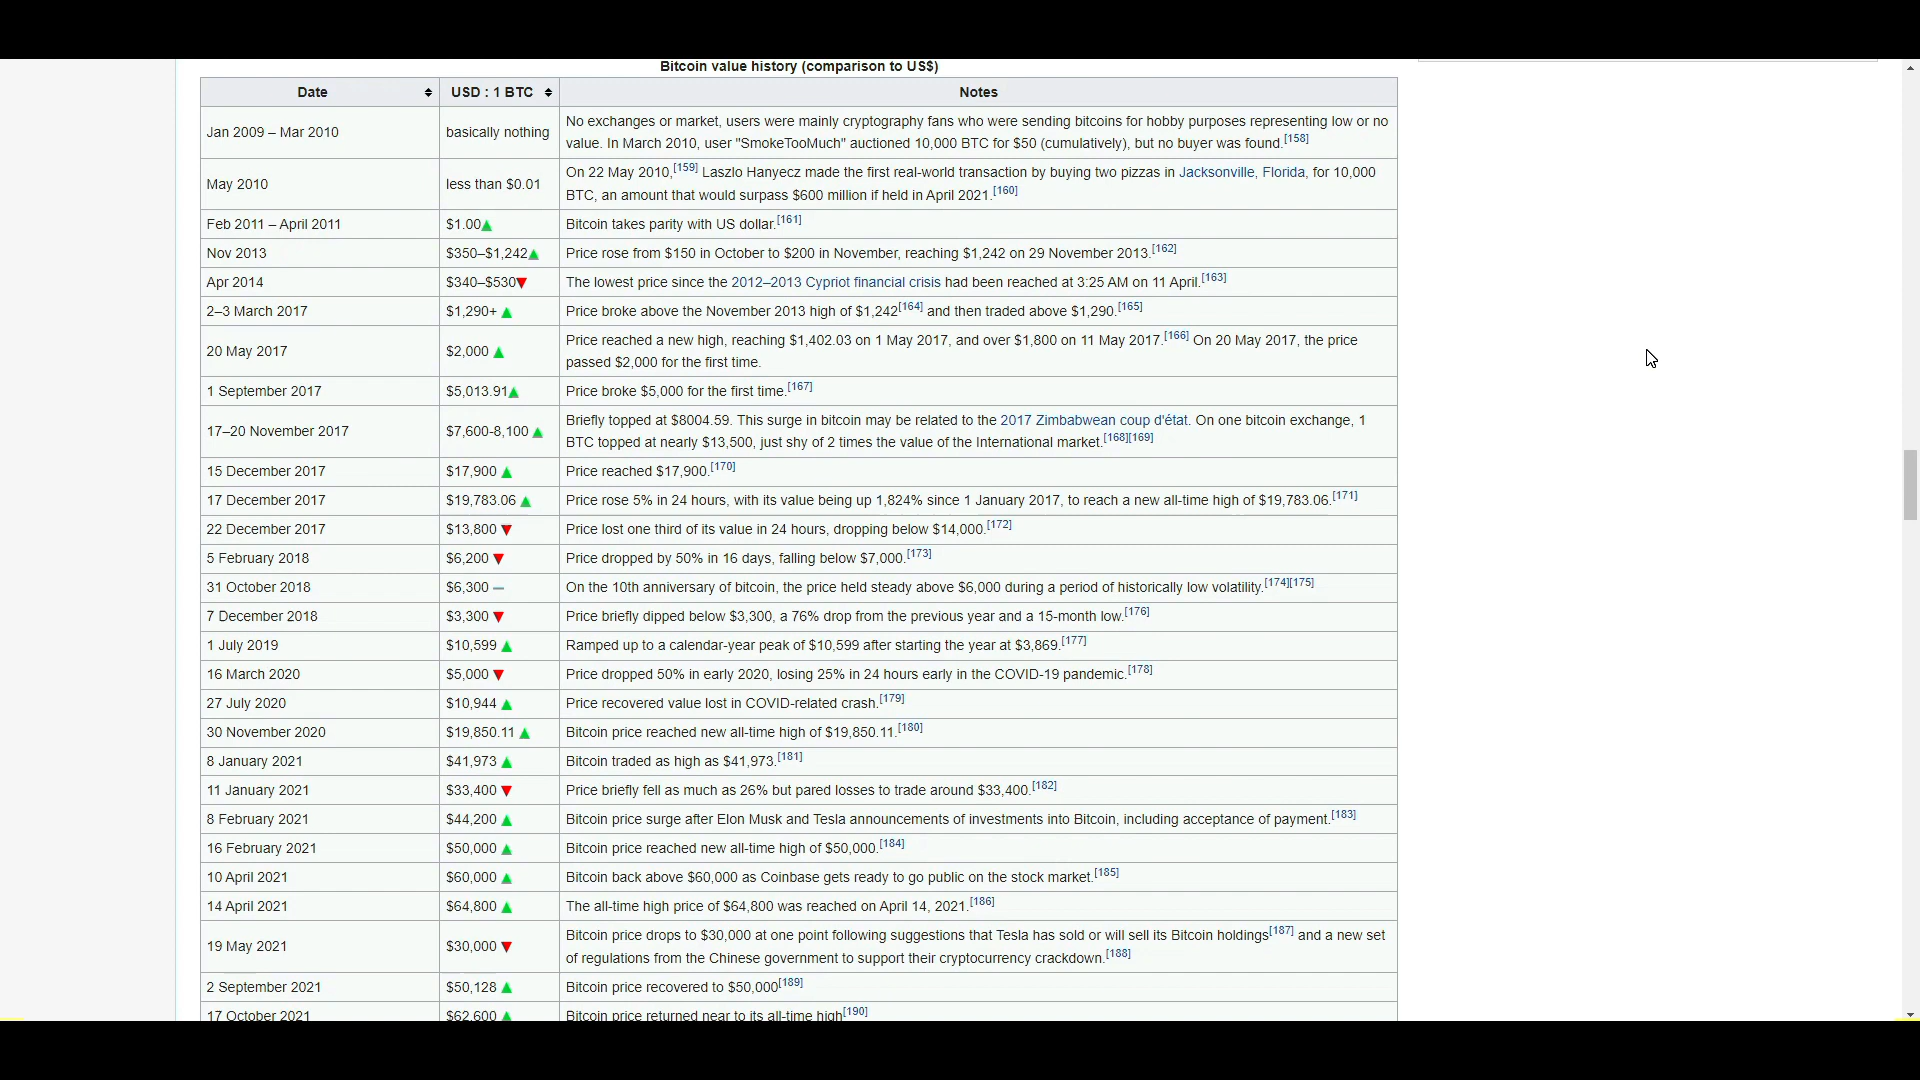 Bitcoin value history (comparison to US$)
Date USD : 1 BTC Notes
Jan 2009 – Mar 2010 basically nothing No exchanges or market, users were mainly cryptography fans who were sending bitcoins for hobby purposes representing low or no
value. In March 2010, user "SmokeTooMuch" auctioned 10,000 BTC for $50 (cumulatively), but no buyer was found.[158]
May 2010 less than $0.01 On 22 May 2010,[159] Laszlo Hanyecz made the first real-world transaction by buying two pizzas in Jacksonville, Florida, for 10,000
BTC, an amount that would surpass $600 million if held in April 2021.[160]
Feb 2011 – April 2011 $1.00▲ Bitcoin takes parity with US dollar.[161]
Nov 2013 $350–$1,242▲ Price rose from $150 in October to $200 in November, reaching $1,242 on 29 November 2013.[162]
Apr 2014 $340–$530▼ The lowest price since the 2012–2013 Cypriot financial crisis had been reached at 3:25 AM on 11 April.[163]
2–3 March 2017 $1,290+ ▲ Price broke above the November 2013 high of $1,242[164] and then traded above $1,290.[165]
20 May 2017 $2,000 ▲ Price reached a new high, reaching $1,402.03 on 1 May 2017, and over $1,800 on 11 May 2017.[166] On 20 May 2017, the price
passed $2,000 for the first time.
1 September 2017 $5,013.91▲ Price broke $5,000 for the first time.[167]
17–20 November 2017 $7,600-8,100 ▲ Briefly topped at $8004.59. This surge in bitcoin may be related to the 2017 Zimbabwean coup d'état. On one bitcoin exchange, 1
BTC topped at nearly $13,500, just shy of 2 times the value of the International market.[168][169]
15 December 2017 $17,900 ▲ Price reached $17,900.[170]
17 December 2017 $19,783.06 ▲ Price rose 5% in 24 hours, with its value being up 1,824% since 1 January 2017, to reach a new all-time high of $19,783.06.[171]
22 December 2017 $13,800 ▼ Price lost one third of its value in 24 hours, dropping below $14,000.[172]
5 February 2018 $6,200 ▼ Price dropped by 50% in 16 days, falling below $7,000.[173]
31 October 2018 $6,300 – On the 10th anniversary of bitcoin, the price held steady above $6,000 during a period of historically low volatility.[174][175]
7 December 2018 $3,300 ▼ Price briefly dipped below $3,300, a 76% drop from the previous year and a 15-month low.[176]
1 July 2019 $10,599 ▲ Ramped up to a calendar-year peak of $10,599 after starting the year at $3,869.[177]
16 March 2020 $5,000 ▼ Price dropped 50% in early 2020, losing 25% in 24 hours early in the COVID-19 pandemic.[178]
27 July 2020 $10,944 ▲ Price recovered value lost in COVID-related crash.[179]
30 November 2020 $19,850.11 ▲ Bitcoin price reached new all-time high of $19,850.11.[180]
8 January 2021 $41,973 ▲ Bitcoin traded as high as $41,973.[181]
11 January 2021 $33,400 ▼ Price briefly fell as much as 26% but pared losses to trade around $33,400.[182]
8 February 2021 $44,200 ▲ Bitcoin price surge after Elon Musk and Tesla announcements of investments into Bitcoin, including acceptance of payment.[183]
16 February 2021 $50,000 ▲ Bitcoin price reached new all-time high of $50,000.[184]
10 April 2021 $60,000 ▲ Bitcoin back above $60,000 as Coinbase gets ready to go public on the stock market.[185]
14 April 2021 $64,800 ▲ The all-time high price of $64,800 was reached on April 14, 2021.[186]
19 May 2021 $30,000 ▼ Bitcoin price drops to $30,000 at one point following suggestions that Tesla has sold or will sell its Bitcoin holdings[187] and a new set
of regulations from the Chinese government to support their cryptocurrency crackdown.[188]
2 September 2021 $50,128 ▲ Bitcoin price recovered to $50,000[189]
17 October 2021 $62,600 ▲ Bitcoin price returned near to its all-time high[190]